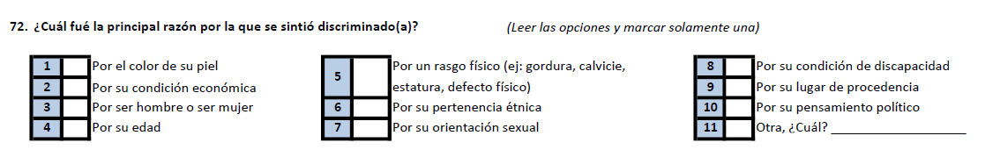 72. ¿Cuál fué la principal razón por la que se sintió discriminado(a)? (Leer las opciones y marcar solamente una)
1 Por el color de su piel
2 Por su condición económica
3 Por ser hombre o ser mujer
4 Por su edad
5 Por un rasgo físico (ej: gordura, calvicie,
estatura, defecto físico)
6 Por su pertenencia étnica
7 Por su orientación sexual
8 Por su condición de discapacidad
9 Por su lugar de procedencia
10 Por su pensamiento político
11 Otra, ¿Cuál? ___________________